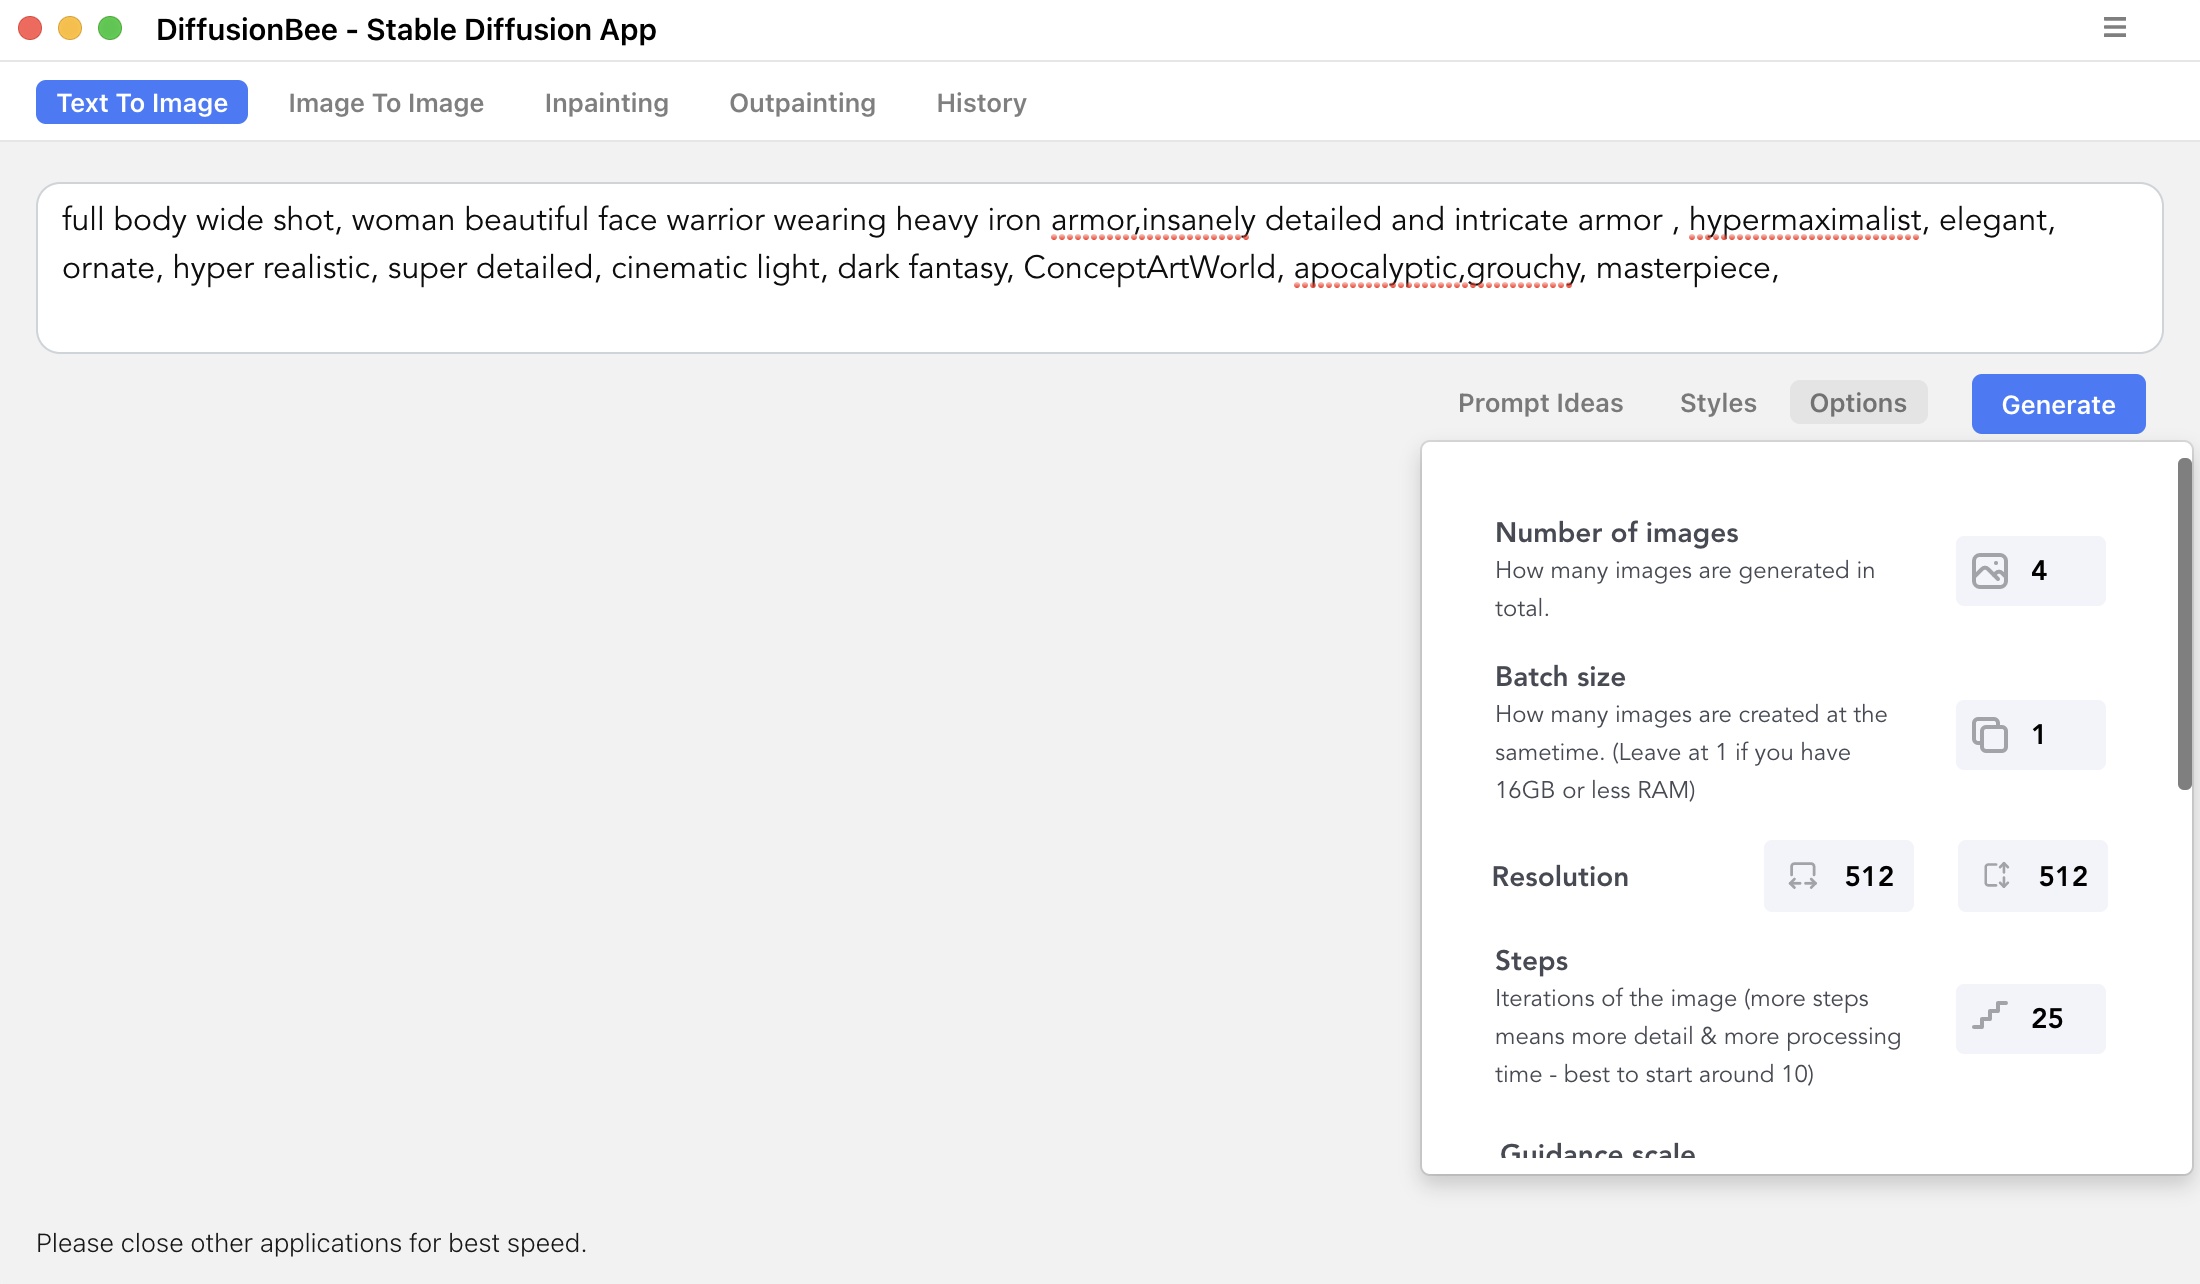 DiffusionBee - Stable Diffusion App
Text To Image Image To Image Inpainting Outpainting History
full body wide shot, woman beautiful face warrior wearing heavy iron armor,insanely detailed and intricate armor , hypermaximalist, elegant,
ornate, hyper realistic, super detailed, cinematic light, dark fantasy, ConceptArtWorld, apocalyptic,grouchy, masterpiece,
Prompt Ideas Styles Options Generate
Number of images
How many images are generated in
total.
4
Batch size
How many images are created at the
sametime. (Leave at 1 if you have
16GB or less RAM)
1
Resolution 512 512
Steps
Iterations of the image (more steps
means more detail & more processing
time - best to start around 10)
25
Guidance scale
Please close other applications for best speed.